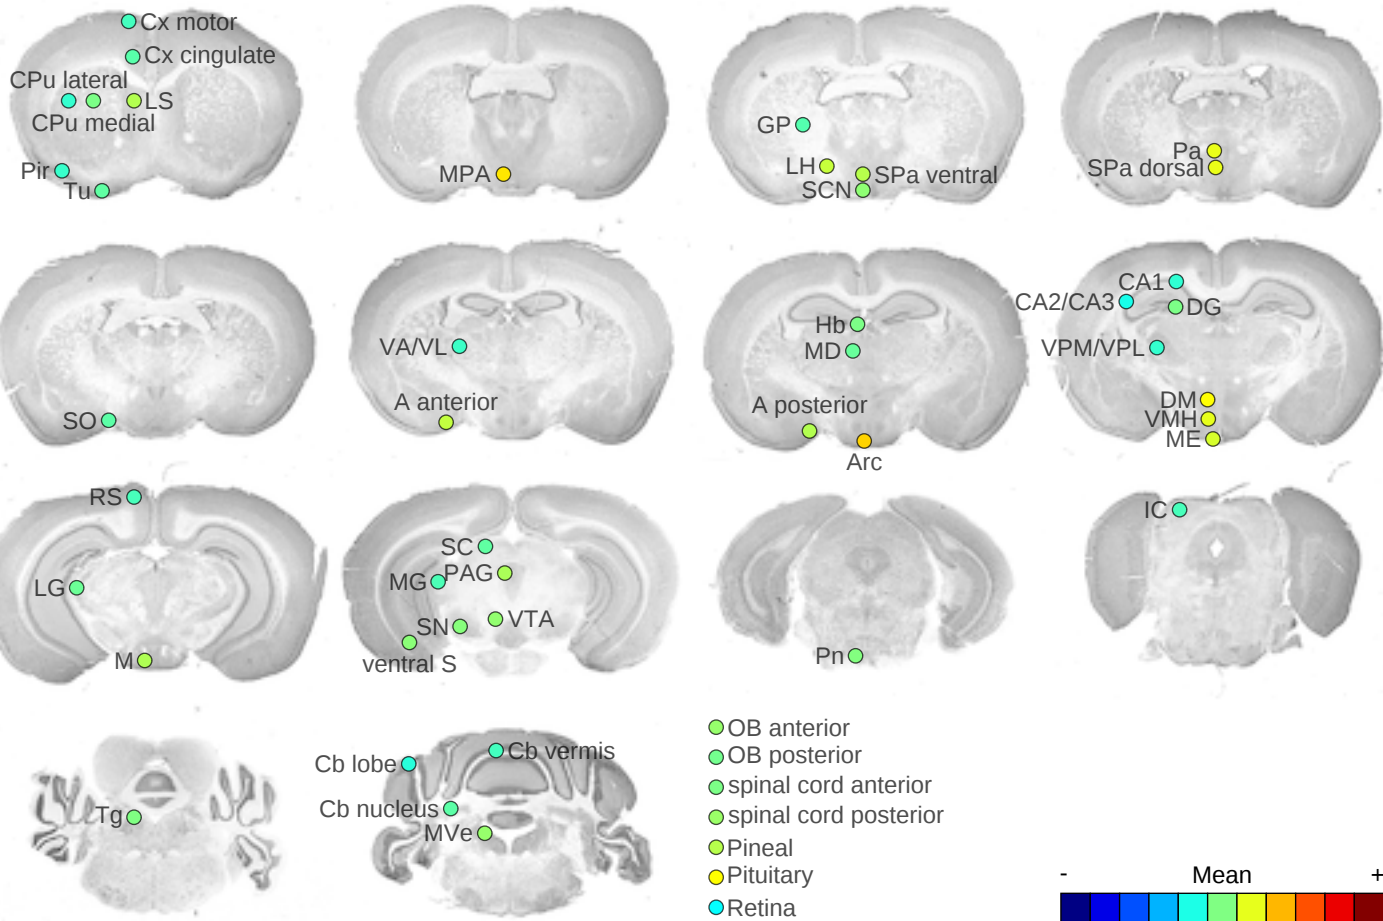 Cx motor
Cx cingulate
CPu lateral
LS
CPu medial
Pir
Tu
MPA
GP
LH
SPa ventral
SCN
Pa
SPa dorsal
SO
VA/VL
A anterior
Hb
MD
A posterior
Arc
CA1
CA2/CA3
DG
VPM/VPL
DM
VMH
ME
RS
LG
M
SC
PAG
MG
VTA
SN
ventral S
Pn
IC
Tg
Cb vermis
Cb lobe
Cb nucleus
MVe
OB anterior
OB posterior
spinal cord anterior
spinal cord posterior
Pineal
Pituitary
Retina
- Mean +